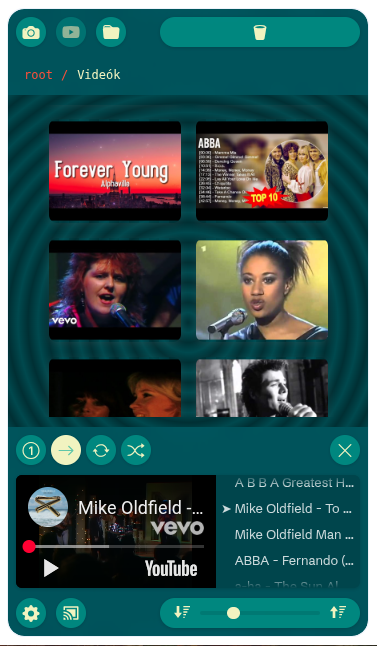 root / Videók
Forever Young
Alphaville
ABBA
TOP 10
vevo
①
A B B A Greatest H…
Mike Oldfield -…
➤ Mike Oldfield - To …
vevo
Mike Oldfield Man …
ABBA - Fernando (…
YouTube
a-ha - The Sun Al…